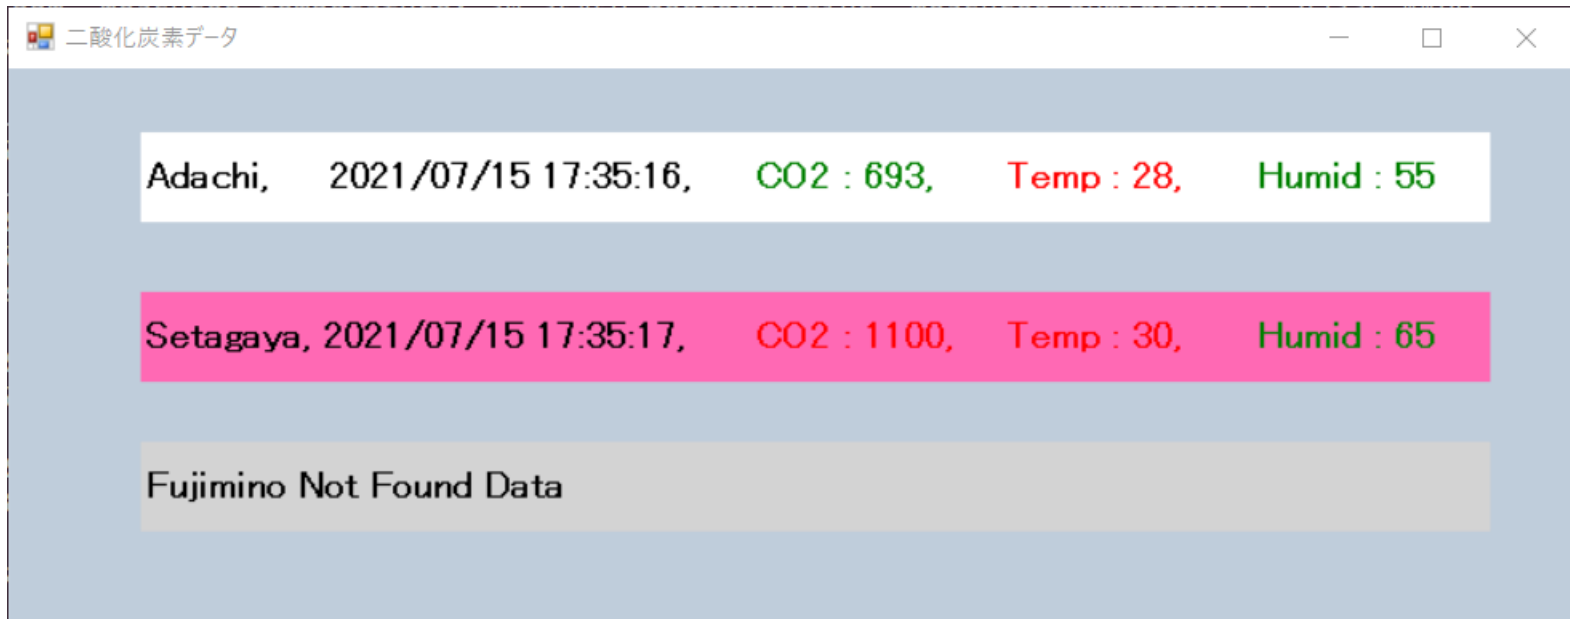 二酸化炭素データ
Adachi, 2021/07/15 17:35:16, CO2 : 693, Temp : 28, Humid : 55
Setagaya, 2021/07/15 17:35:17, CO2 : 1100, Temp : 30, Humid : 65
Fujimino Not Found Data